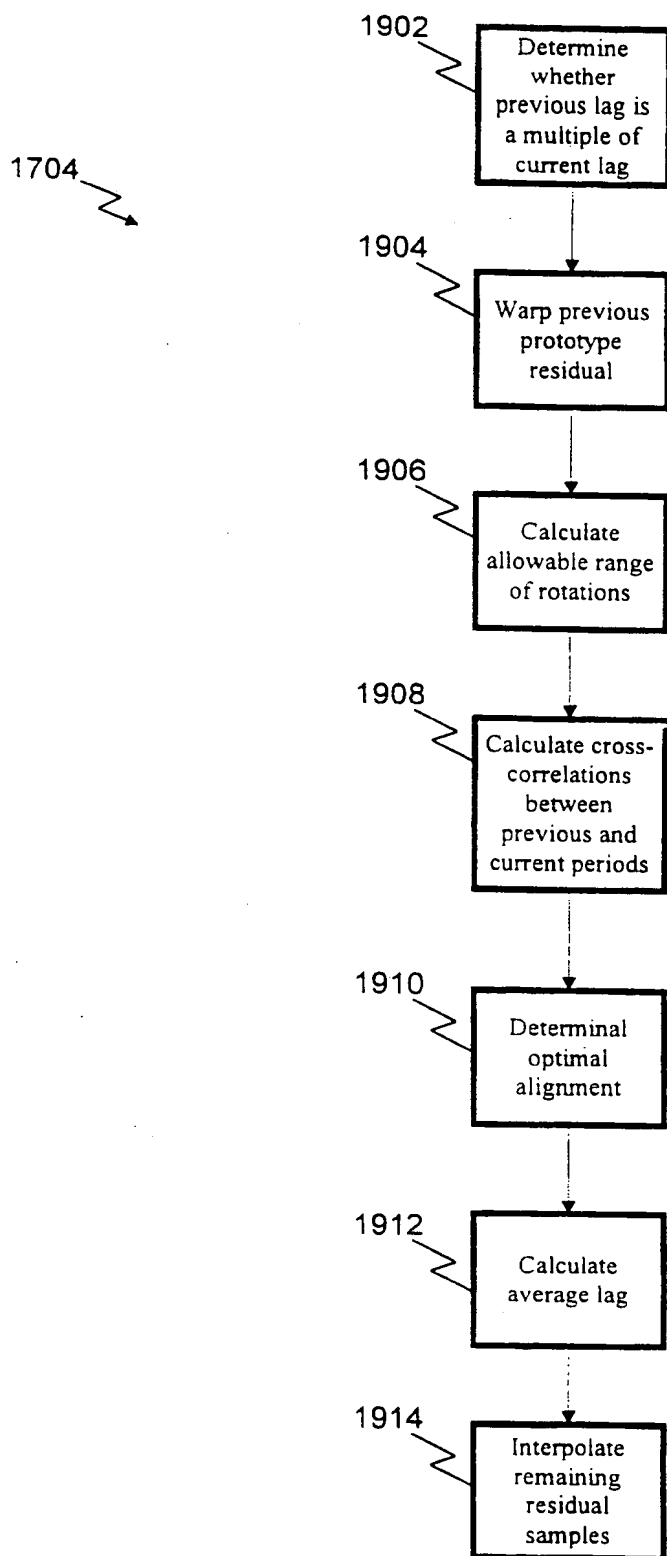 1902
Determine
whether
previous lag is
a multiple of
current lag
1704
1904
Warp previous
prototype
residual
1906
Calculate
allowable range
of rotations
1908
Calculate cross-
correlations
between
previous and
current periods
1910
Determinal
optimal
alignment
1912
Calculate
average lag
1914
Interpolate
remaining
residual
samples